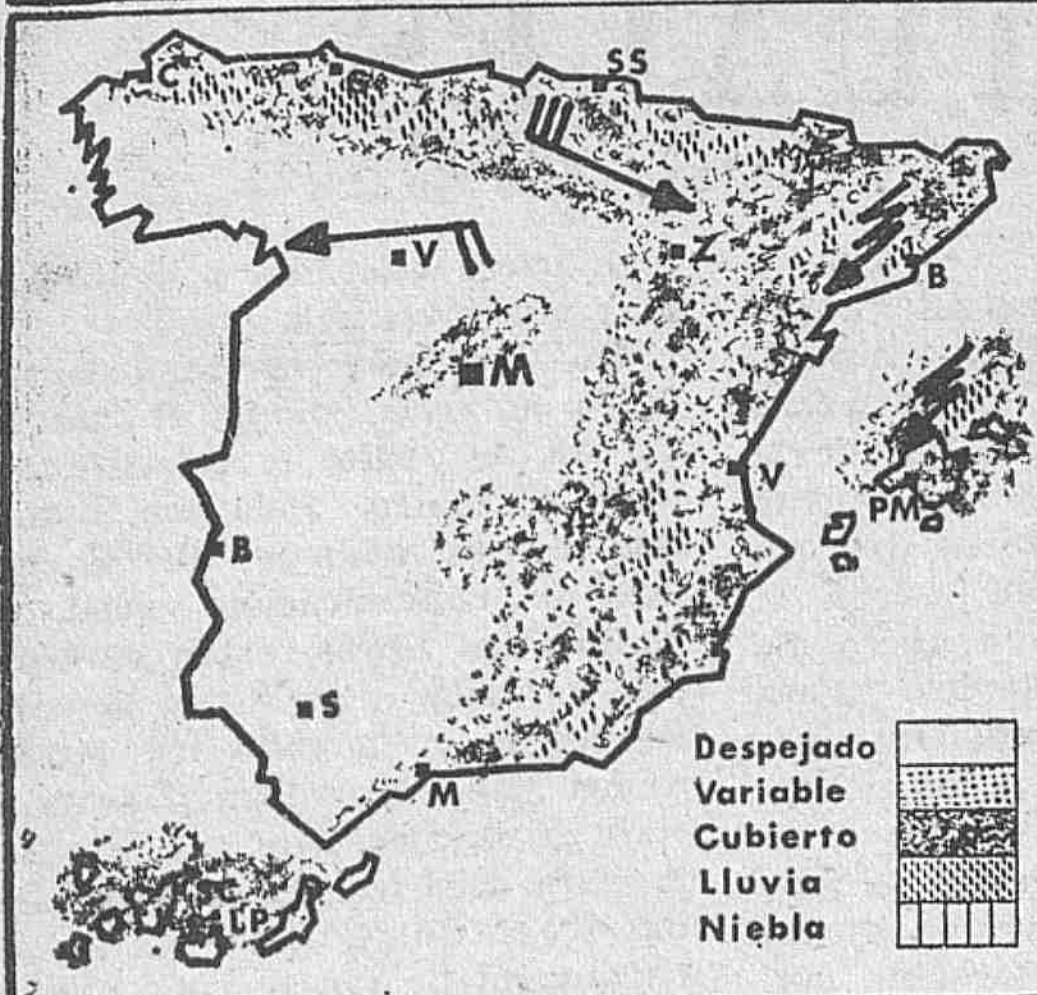 SS
C
G
Z
V
B
M
V
PM
B
S
M
LP
Despejado
Variable
Cubierto
Lluvia
Niebla